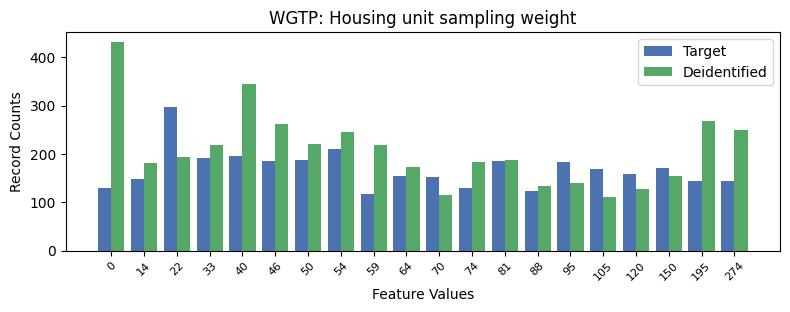 WGTP: Housing unit sampling weight
Target
Deidentified
Record Counts
400
300
200
100
0
0 14 22 33 40 46 50 54 59 64 70 74 81 88 95 105 120 150 195 274
Feature Values